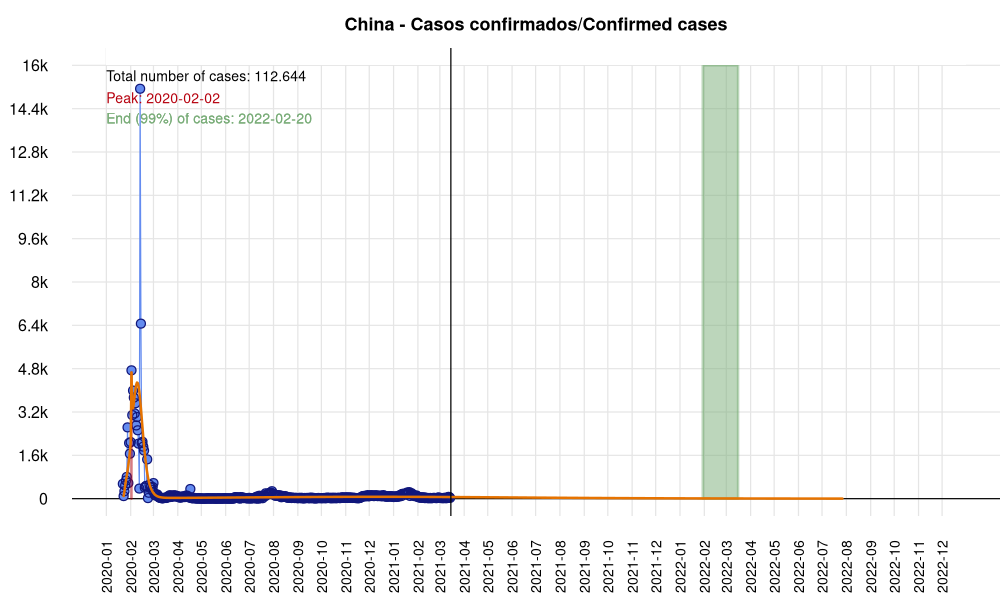 China - Casos confirmados/Confirmed cases
Total number of cases: 112.644
Peak: 2020-02-02
End (99%) of cases: 2022-02-20
16k
14.4k
12.8k
11.2k
9.6k
8k
6.4k
4.8k
3.2k
1.6k
0
2020-01
2020-02
2020-03
2020-04
2020-05
2020-06
2020-07
2020-08
2020-09
2020-10
2020-11
2020-12
2021-01
2021-02
2021-03
2021-04
2021-05
2021-06
2021-07
2021-08
2021-09
2021-10
2021-11
2021-12
2022-01
2022-02
2022-03
2022-04
2022-05
2022-06
2022-07
2022-08
2022-09
2022-10
2022-11
2022-12